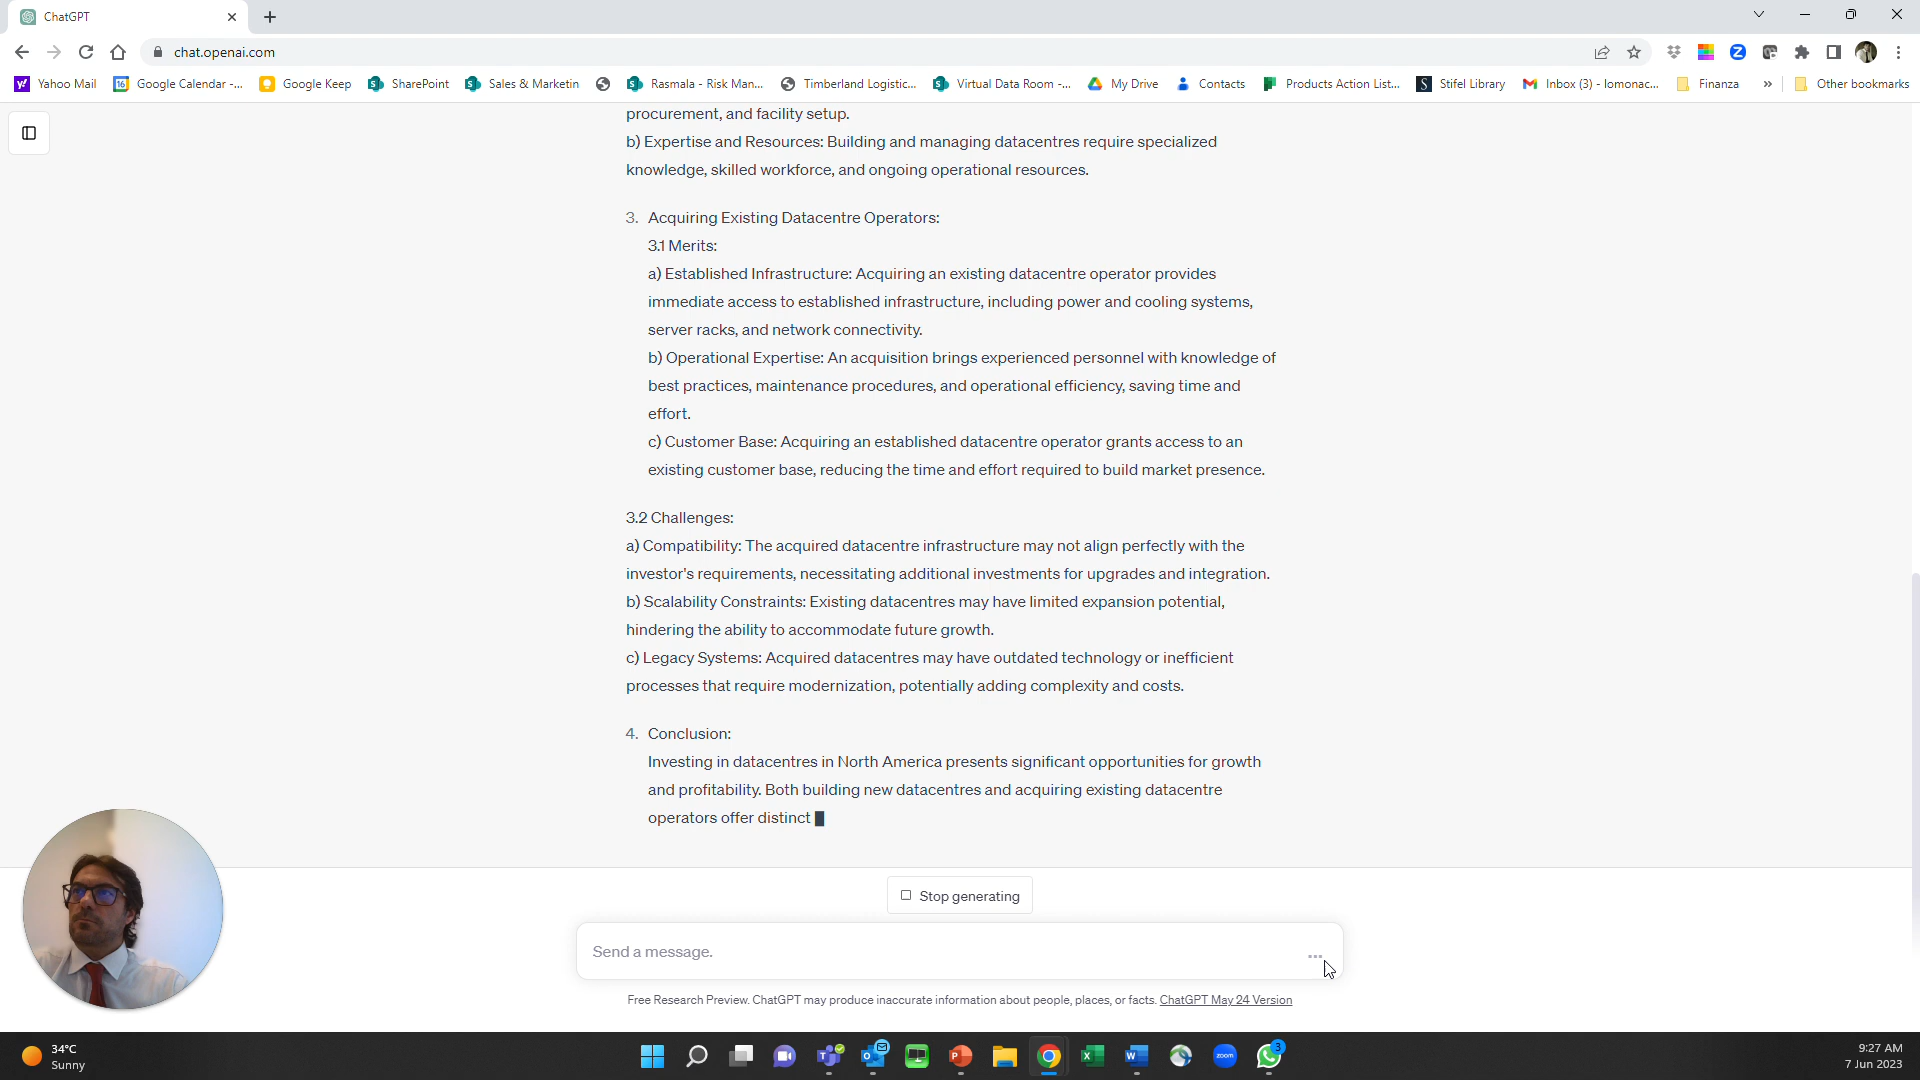 ChatGPT
chat.openai.com
Yahoo Mail
Google Calendar -...
Google Keep
SharePoint
Sales & Marketin
Rasmala - Risk Man...
Timberland Logistic...
Virtual Data Room -...
My Drive
Contacts
Products Action List...
Stifel Library
Inbox (3) - lomonac...
Finanza
»
Other bookmarks
procurement, and facility setup.
b) Expertise and Resources: Building and managing datacentres require specialized
knowledge, skilled workforce, and ongoing operational resources.
3. Acquiring Existing Datacentre Operators:
3.1 Merits:
a) Established Infrastructure: Acquiring an existing datacentre operator provides
immediate access to established infrastructure, including power and cooling systems,
server racks, and network connectivity.
b) Operational Expertise: An acquisition brings experienced personnel with knowledge of
best practices, maintenance procedures, and operational efficiency, saving time and
effort.
c) Customer Base: Acquiring an established datacentre operator grants access to an
existing customer base, reducing the time and effort required to build market presence.
3.2 Challenges:
a) Compatibility: The acquired datacentre infrastructure may not align perfectly with the
investor's requirements, necessitating additional investments for upgrades and integration.
b) Scalability Constraints: Existing datacentres may have limited expansion potential,
hindering the ability to accommodate future growth.
c) Legacy Systems: Acquired datacentres may have outdated technology or inefficient
processes that require modernization, potentially adding complexity and costs.
4. Conclusion:
Investing in datacentres in North America presents significant opportunities for growth
and profitability. Both building new datacentres and acquiring existing datacentre
operators offer distinct
Stop generating
Send a message.
Free Research Preview. ChatGPT may produce inaccurate information about people, places, or facts. ChatGPT May 24 Version
34°C
Sunny
zoom
3
9:27 AM
7 Jun 2023